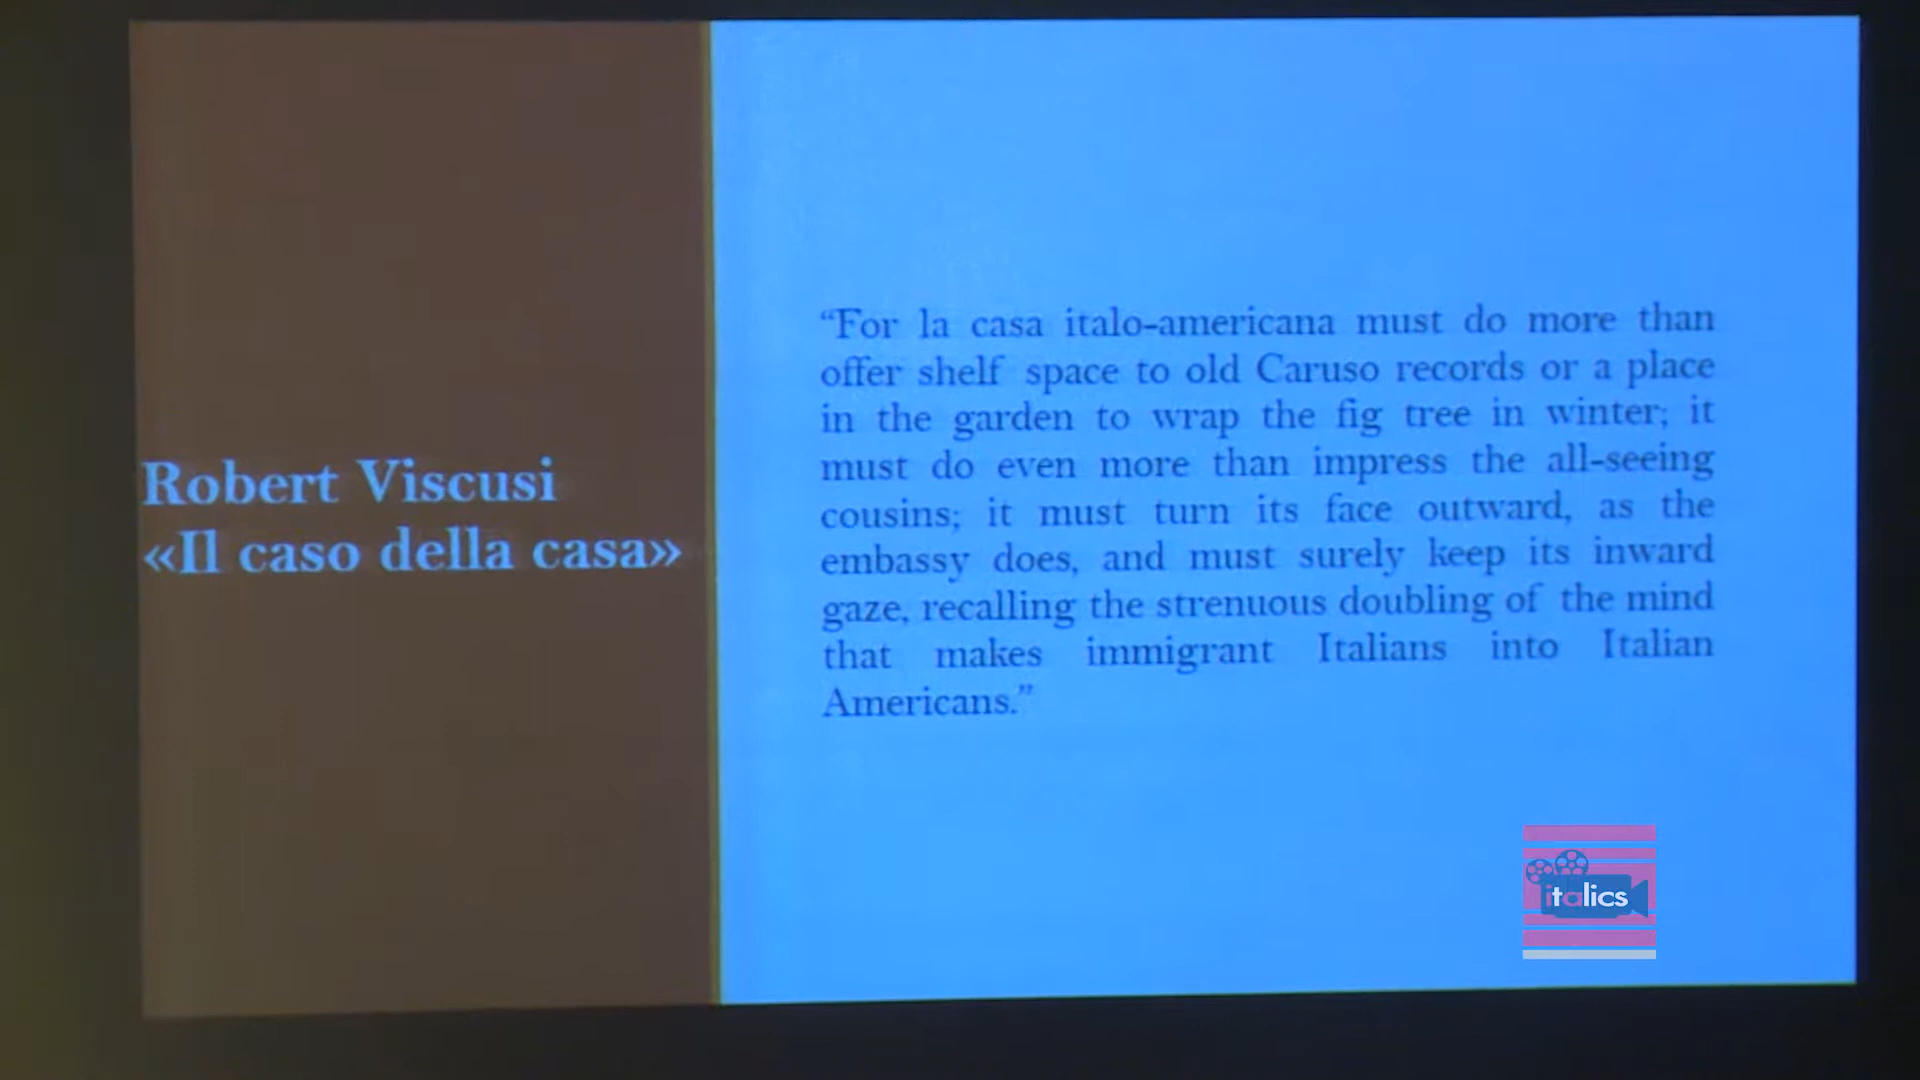 Robert Viscusi
«Il caso della casa»
“For la casa italo-americana must do more than
offer shelf space to old Caruso records or a place
in the garden to wrap the fig tree in winter; it
must do even more than impress the all-seeing
cousins; it must turn its face outward, as the
embassy does, and must surely keep its inward
gaze, recalling the strenuous doubling of the mind
that makes immigrant Italians into Italian
Americans.”
italics